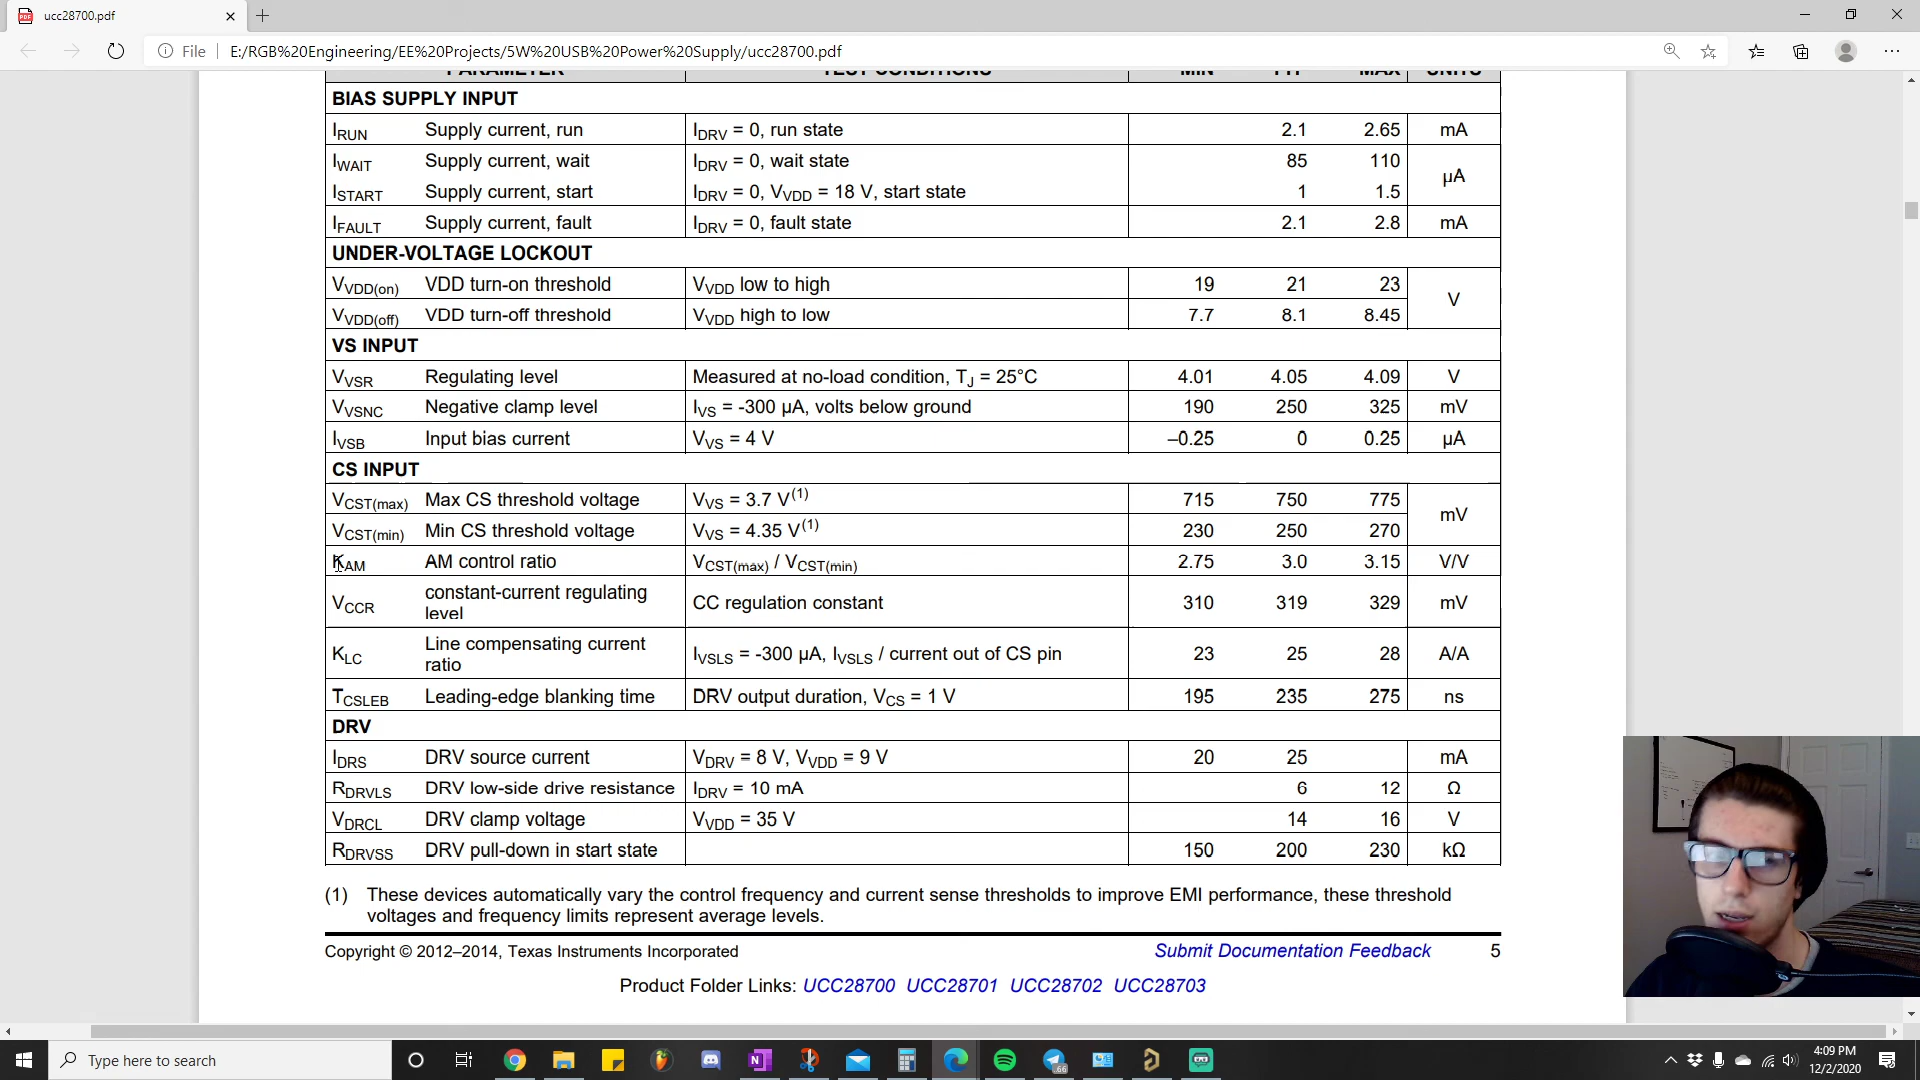 ucc28700.pdf
File
E:/RGB%20Engineering/EE%20Projects/5W%20USB%20Power%20Supply/ucc28700.pdf
PARAMETER TEST CONDITIONS MIN TYP MAX UNITS
BIAS SUPPLY INPUT
IRUN Supply current, run IDRV = 0, run state 2.1 2.65 mA
IWAIT Supply current, wait IDRV = 0, wait state 85 110 µA
ISTART Supply current, start IDRV = 0, VVDD = 18 V, start state 1 1.5
IFAULT Supply current, fault IDRV = 0, fault state 2.1 2.8 mA
UNDER-VOLTAGE LOCKOUT
VVDD(on) VDD turn-on threshold VVDD low to high 19 21 23 V
VVDD(off) VDD turn-off threshold VVDD high to low 7.7 8.1 8.45
VS INPUT
VVSR Regulating level Measured at no-load condition, TJ = 25°C 4.01 4.05 4.09 V
VVSNC Negative clamp level IVS = -300 µA, volts below ground 190 250 325 mV
IVSB Input bias current VVS = 4 V –0.25 0 0.25 µA
CS INPUT
VCST(max) Max CS threshold voltage VVS = 3.7 V(1) 715 750 775 mV
VCST(min) Min CS threshold voltage VVS = 4.35 V(1) 230 250 270
KAM AM control ratio VCST(max) / VCST(min) 2.75 3.0 3.15 V/V
VCCR constant-current regulating level CC regulation constant 310 319 329 mV
KLC Line compensating current ratio IVSLS = -300 µA, IVSLS / current out of CS pin 23 25 28 A/A
TCSLEB Leading-edge blanking time DRV output duration, VCS = 1 V 195 235 275 ns
DRV
IDRS DRV source current VDRV = 8 V, VVDD = 9 V 20 25 mA
RDRVLS DRV low-side drive resistance IDRV = 10 mA 6 12 Ω
VDRCL DRV clamp voltage VVDD = 35 V 14 16 V
RDRVSS DRV pull-down in start state 150 200 230 kΩ
(1) These devices automatically vary the control frequency and current sense thresholds to improve EMI performance, these threshold
voltages and frequency limits represent average levels.
Copyright © 2012–2014, Texas Instruments Incorporated Submit Documentation Feedback 5
Product Folder Links: UCC28700 UCC28701 UCC28702 UCC28703
Type here to search
4:09 PM
12/2/2020